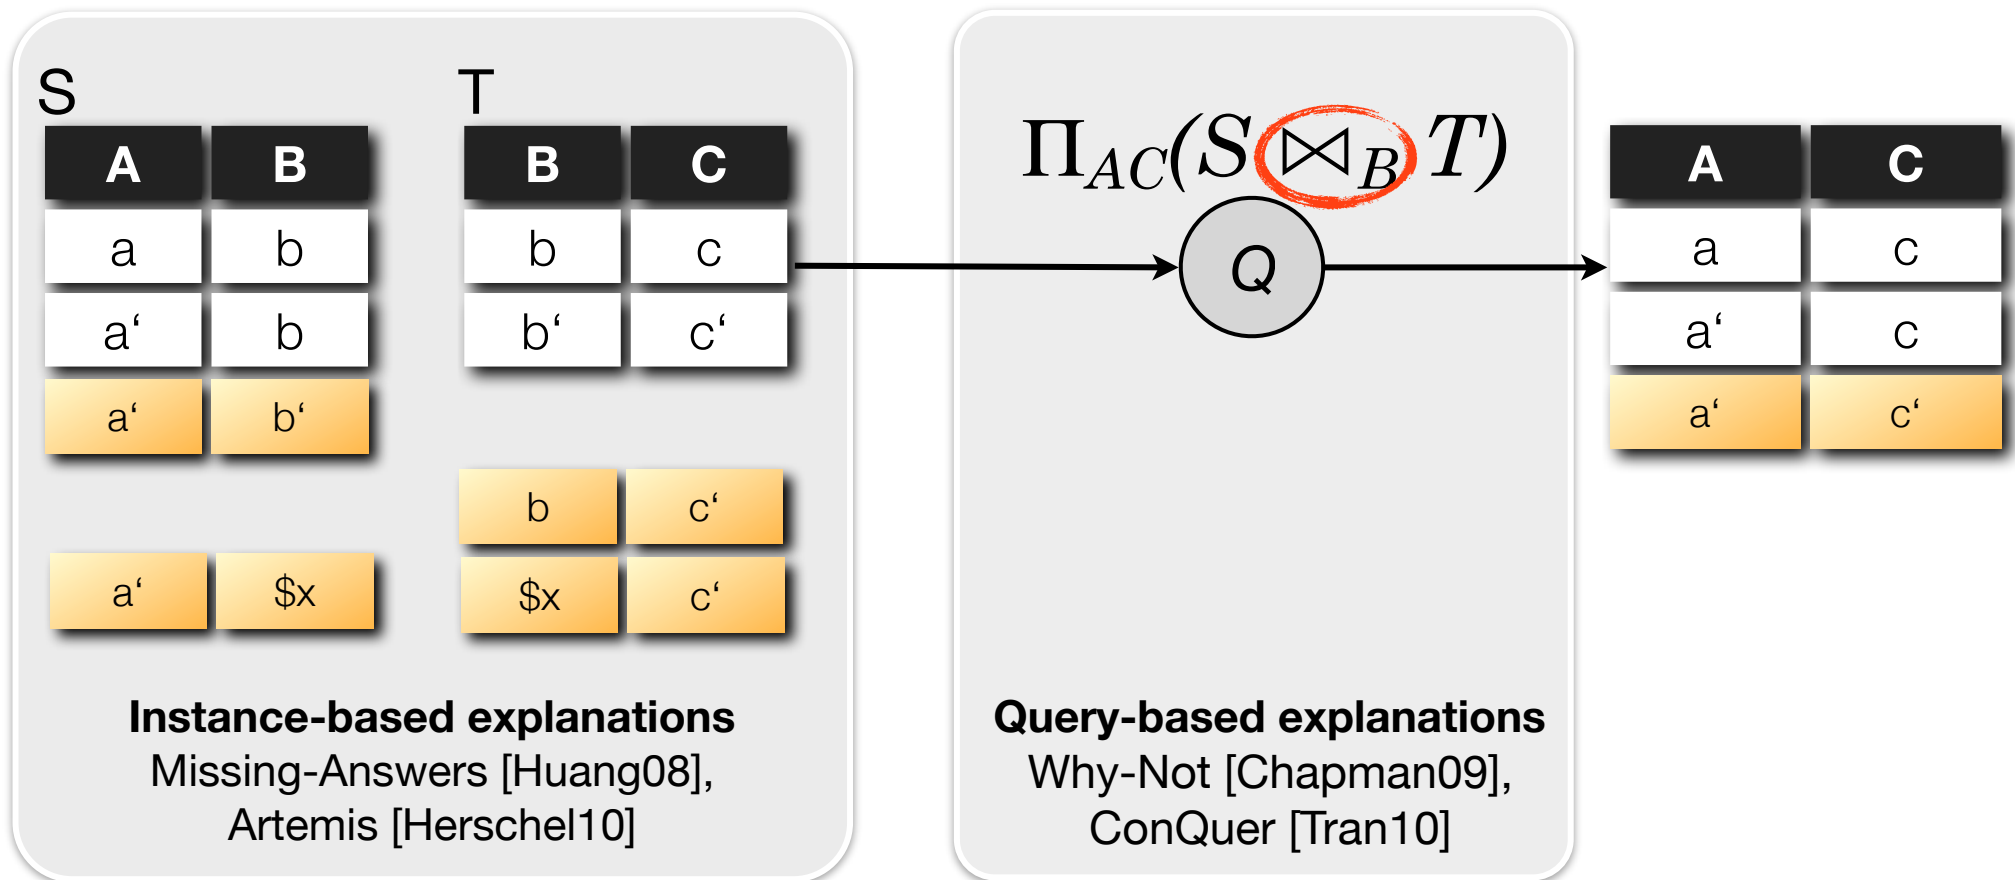 S
A B
a b
a‘ b
a‘ b‘
a‘ $x
T
B C
b c
b‘ c‘
b c‘
$x c‘
Instance-based explanations
Missing-Answers [Huang08],
Artemis [Herschel10]
Π_AC(S ⋈_B T)
Q
Query-based explanations
Why-Not [Chapman09],
ConQuer [Tran10]
A C
a c
a‘ c
a‘ c‘